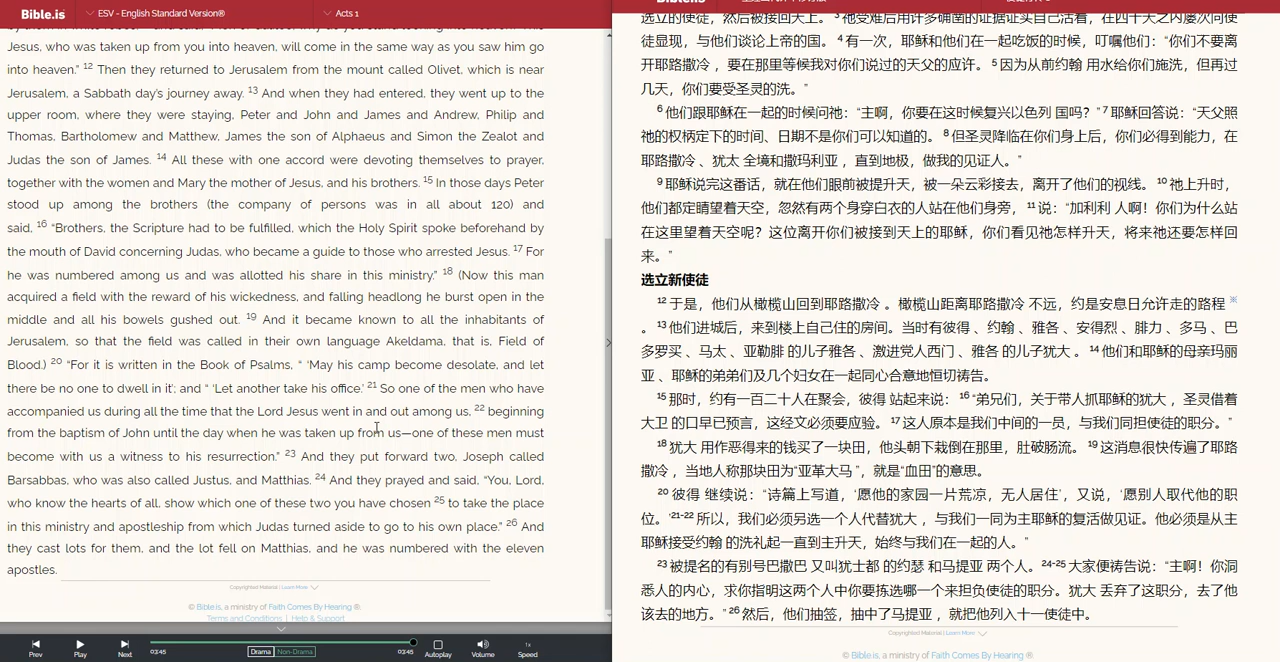 Bible.is
ESV - English Standard Version®
Acts 1
Jesus, who was taken up from you into heaven, will come in the same way as you saw him go
into heaven.” 12 Then they returned to Jerusalem from the mount called Olivet, which is near
Jerusalem, a Sabbath day’s journey away. 13 And when they had entered, they went up to the
upper room, where they were staying, Peter and John and James and Andrew, Philip and
Thomas, Bartholomew and Matthew, James the son of Alphaeus and Simon the Zealot and
Judas the son of James. 14 All these with one accord were devoting themselves to prayer,
together with the women and Mary the mother of Jesus, and his brothers. 15 In those days Peter
stood up among the brothers (the company of persons was in all about 120) and
said, 16 “Brothers, the Scripture had to be fulfilled, which the Holy Spirit spoke beforehand by
the mouth of David concerning Judas, who became a guide to those who arrested Jesus. 17 For
he was numbered among us and was allotted his share in this ministry.” 18 (Now this man
acquired a field with the reward of his wickedness, and falling headlong he burst open in the
middle and all his bowels gushed out. 19 And it became known to all the inhabitants of
Jerusalem, so that the field was called in their own language Akeldama, that is, Field of
Blood.) 20 “For it is written in the Book of Psalms, “ ‘May his camp become desolate, and let
there be no one to dwell in it’; and “ ‘Let another take his office.’ 21 So one of the men who have
accompanied us during all the time that the Lord Jesus went in and out among us, 22 beginning
from the baptism of John until the day when he was taken up from us—one of these men must
become with us a witness to his resurrection.” 23 And they put forward two, Joseph called
Barsabbas, who was also called Justus, and Matthias. 24 And they prayed and said, “You, Lord,
who know the hearts of all, show which one of these two you have chosen 25 to take the place
in this ministry and apostleship from which Judas turned aside to go to his own place.” 26 And
they cast lots for them, and the lot fell on Matthias, and he was numbered with the eleven
apostles.
Copyrighted Material | Learn More
© Bible.is, a ministry of Faith Comes By Hearing ®.
Terms and Conditions | Help & Support
03:45
Drama Non-Drama
03:45
1x
Prev Play Next Autoplay Volume Speed
选立的使徒，然后被接回天上。 3 祂受难后用许多确凿的证据证实自己活着，在四十天之内屡次向使
徒显现，与他们谈论上帝的国。 4 有一次，耶稣和他们在一起吃饭的时候，叮嘱他们：“你们不要离
开耶路撒冷 ，要在那里等候我对你们说过的天父的应许。 5 因为从前约翰 用水给你们施洗，但再过
几天，你们要受圣灵的洗。”
6 他们跟耶稣在一起的时候问祂：“主啊，你要在这时候复兴以色列 国吗？” 7 耶稣回答说：“天父照
祂的权柄定下的时间、日期不是你们可以知道的。 8 但圣灵降临在你们身上后，你们必得到能力，在
耶路撒冷 、犹太 全境和撒玛利亚 ，直到地极，做我的见证人。”
9 耶稣说完这番话，就在他们眼前被提升天，被一朵云彩接去，离开了他们的视线。 10 祂上升时，
他们都定睛望着天空，忽然有两个身穿白衣的人站在他们身旁， 11 说：“加利利 人啊！你们为什么站
在这里望着天空呢？这位离开你们被接到天上的耶稣，你们看见祂怎样升天，将来祂还要怎样回
来。”
选立新使徒
12 于是，他们从橄榄山回到耶路撒冷 。橄榄山距离耶路撒冷 不远，约是安息日允许走的路程 ※
。 13 他们进城后，来到楼上自己住的房间。当时有彼得 、约翰 、雅各 、安得烈 、腓力 、多马 、巴
多罗买 、马太 、亚勒腓 的儿子雅各 、激进党人西门 、雅各 的儿子犹大 。 14 他们和耶稣的母亲玛丽
亚 、耶稣的弟弟们及几个妇女在一起同心合意地恒切祷告。
15 那时，约有一百二十人在聚会，彼得 站起来说： 16 “弟兄们，关于带人抓耶稣的犹大 ，圣灵借着
大卫 的口早已预言，这经文必须要应验。 17 这人原本是我们中间的一员，与我们同担使徒的职分。”
18 犹大 用作恶得来的钱买了一块田，他头朝下栽倒在那里，肚破肠流。 19 这消息很快传遍了耶路
撒冷 ，当地人称那块田为“亚革大马 ”，就是“血田”的意思。
20 彼得 继续说：“诗篇上写道，‘愿他的家园一片荒凉，无人居住’，又说，‘愿别人取代他的职
位。’ 21-22 所以，我们必须另选一个人代替犹大 ，与我们一同为主耶稣的复活做见证。他必须是从主
耶稣接受约翰 的洗礼起一直到主升天，始终与我们在一起的人。”
23 被提名的有别号巴撒巴 又叫犹士都 的约瑟 和马提亚 两个人。 24-25 大家便祷告说：“主啊！你洞
悉人的内心，求你指明这两个人中你要拣选哪一个来担负使徒的职分。犹大 丢弃了这职分，去了他
该去的地方。” 26 然后，他们抽签，抽中了马提亚 ，就把他列入十一使徒中。
Copyrighted Material | Learn More
© Bible.is, a ministry of Faith Comes By Hearing ®.